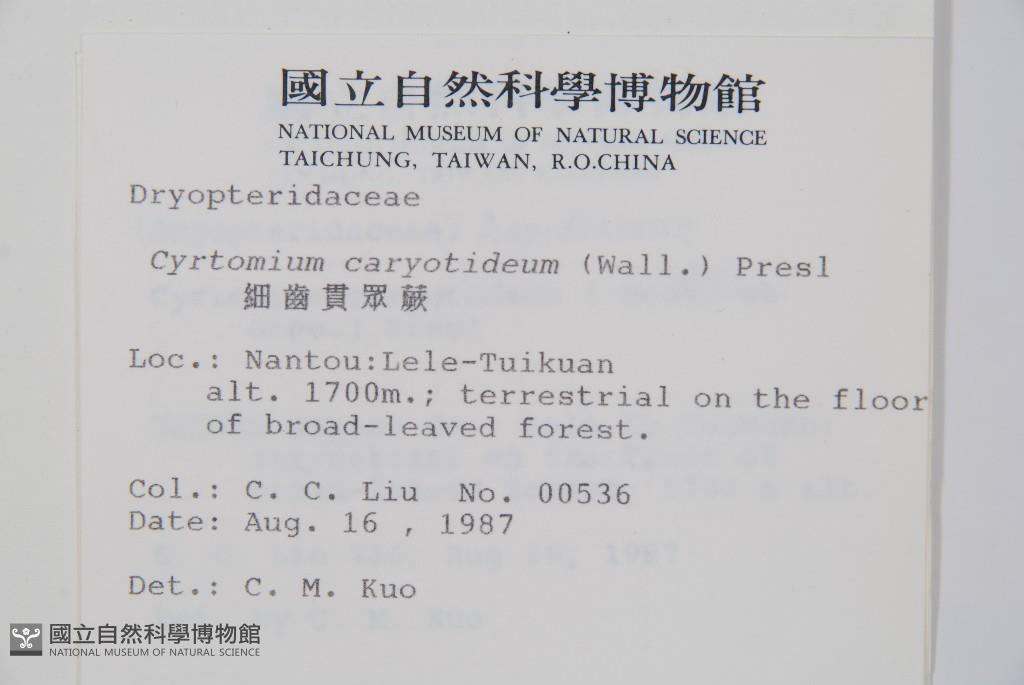 國立自然科學博物館
NATIONAL MUSEUM OF NATURAL SCIENCE
TAICHUNG, TAIWAN, R.O.CHINA
Dryopteridaceae
Cyrtomium caryotideum (Wall.) Presl
細齒貫眾蕨
Loc.: Nantou:Lele-Tuikuan
alt. 1700m.; terrestrial on the floor
of broad-leaved forest.
Col.: C. C. Liu No. 00536
Date: Aug. 16 , 1987
Det.: C. M. Kuo
國立自然科學博物館
NATIONAL MUSEUM OF NATURAL SCIENCE